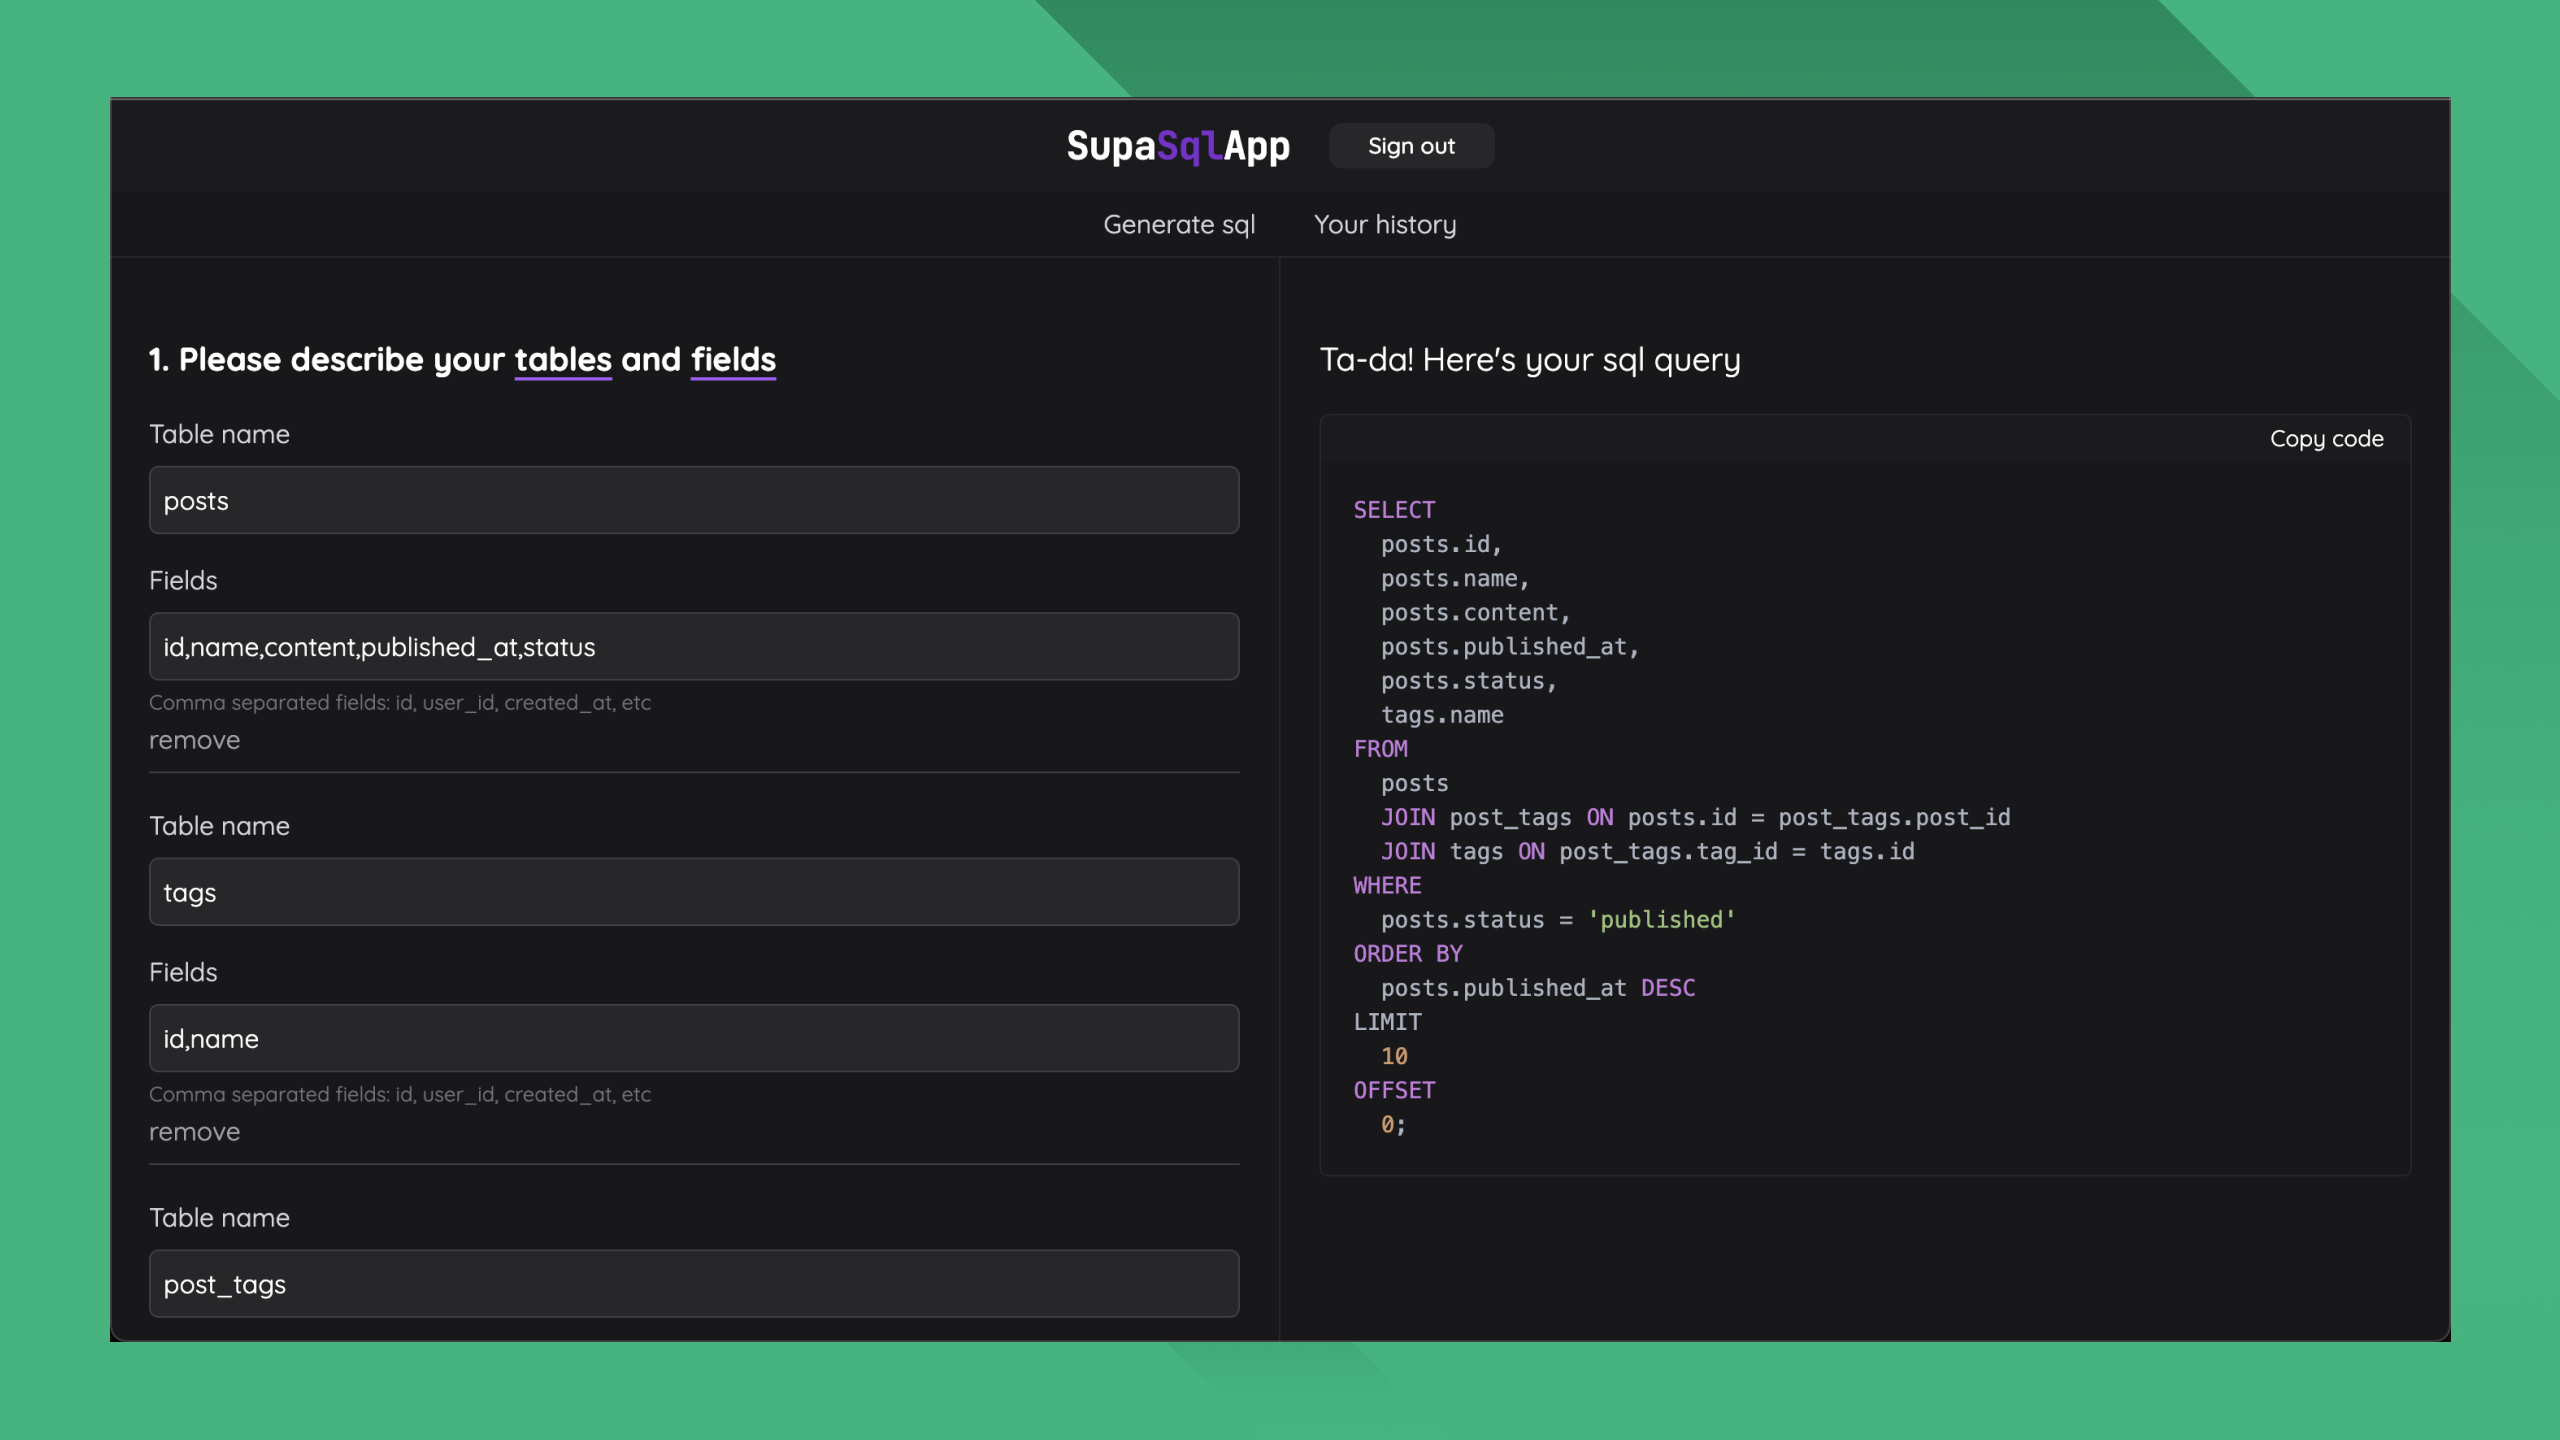 SupaSqlApp
Sign out
Generate sql
Your history
1. Please describe your tables and fields
Table name
posts
Fields
id,name,content,published_at,status
Comma separated fields: id, user_id, created_at, etc
remove
Table name
tags
Fields
id,name
Comma separated fields: id, user_id, created_at, etc
remove
Table name
post_tags
Ta-da! Here's your sql query
Copy code
SELECT
  posts.id,
  posts.name,
  posts.content,
  posts.published_at,
  posts.status,
  tags.name
FROM
  posts
  JOIN post_tags ON posts.id = post_tags.post_id
  JOIN tags ON post_tags.tag_id = tags.id
WHERE
  posts.status = 'published'
ORDER BY
  posts.published_at DESC
LIMIT
  10
OFFSET
  0;